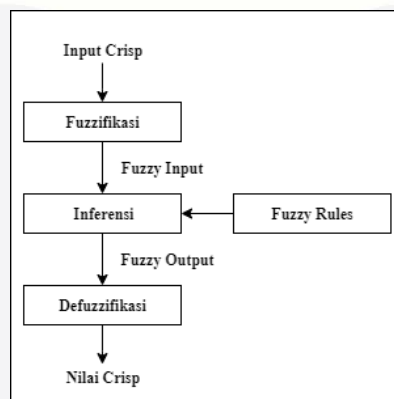 Input Crisp
Fuzzifikasi
Fuzzy Input
Inferensi
Fuzzy Rules
Fuzzy Output
Defuzzifikasi
Nilai Crisp